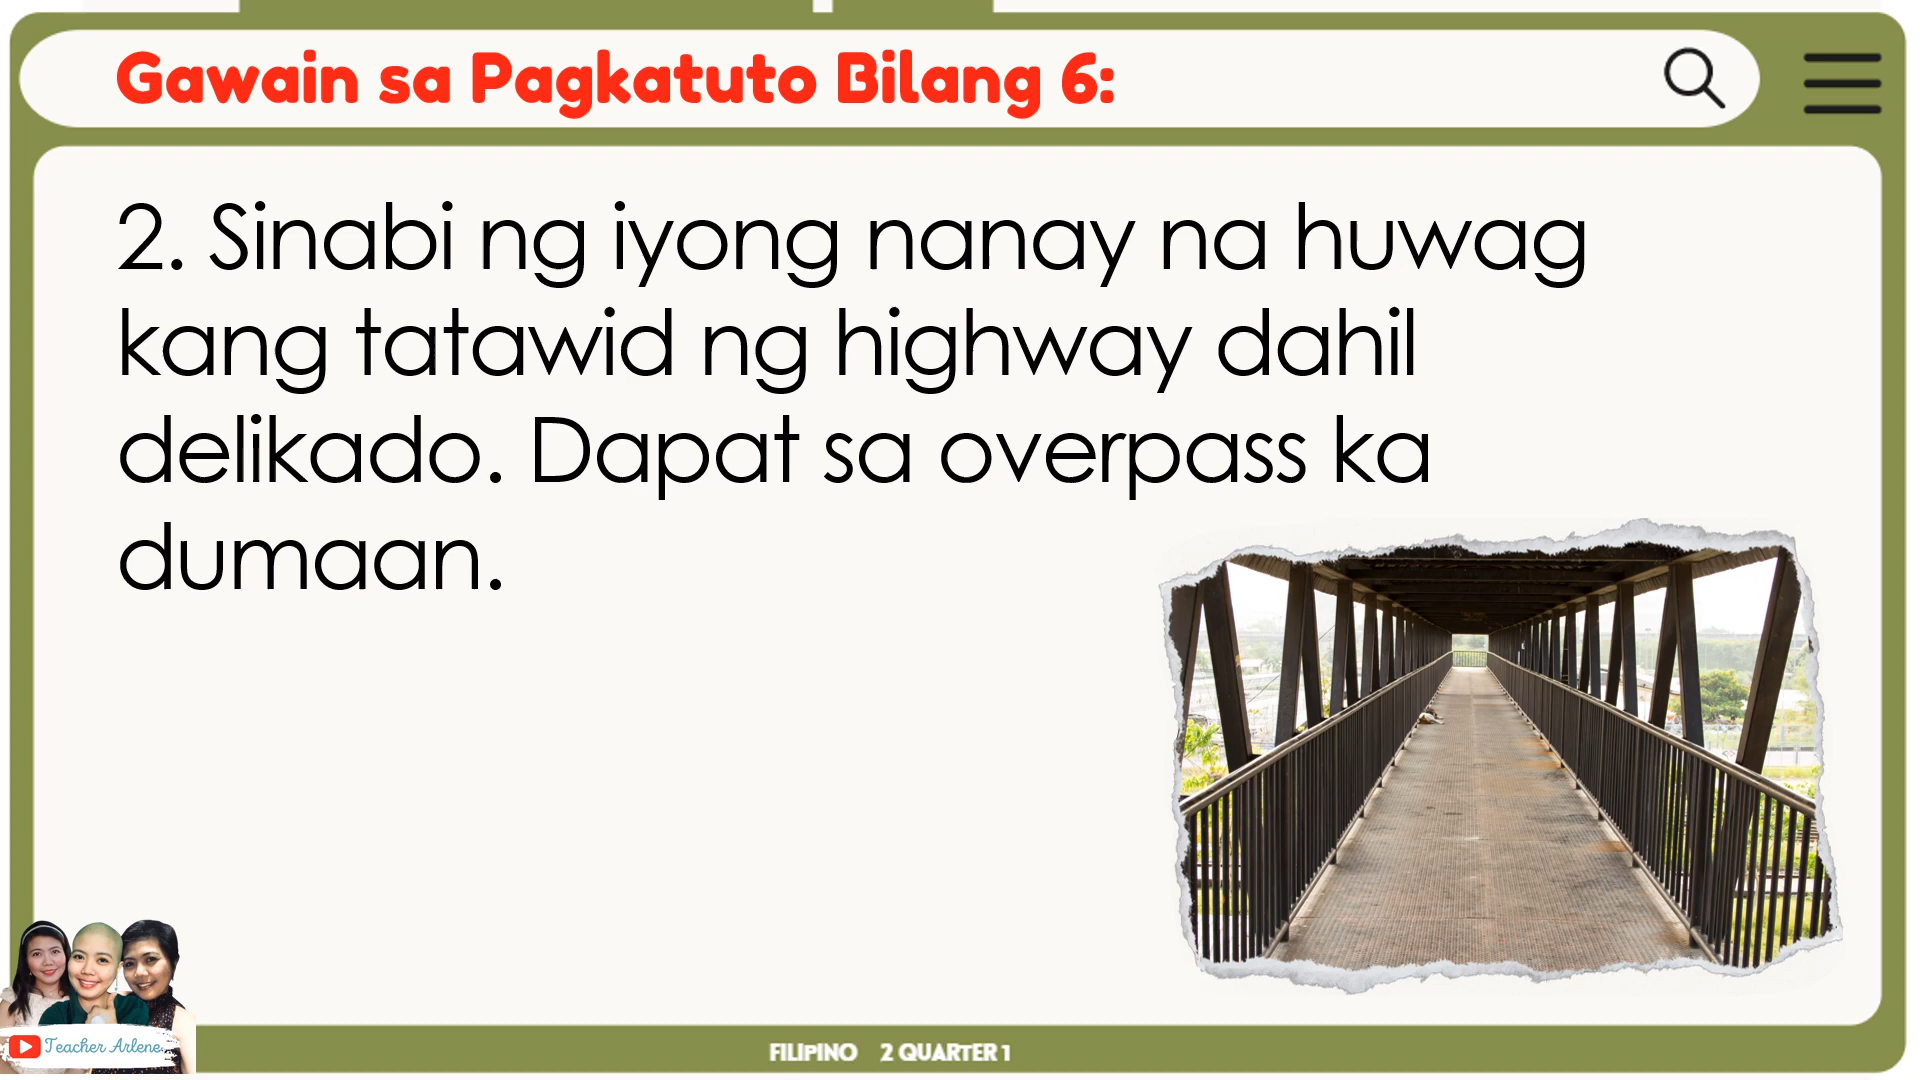 Gawain sa Pagkatuto Bilang 6:
2. Sinabi ng iyong nanay na huwag
kang tatawid ng highway dahil
delikado. Dapat sa overpass ka
dumaan.
Teacher Arlene
FILIPINO 2 QUARTER 1